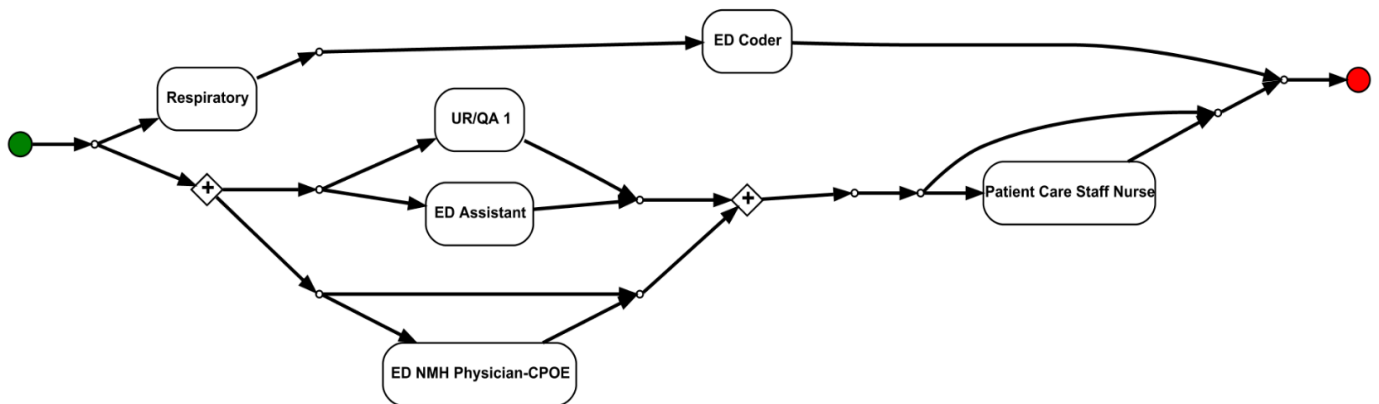 ED Coder
Respiratory
UR/QA 1
+
+
Patient Care Staff Nurse
ED Assistant
ED NMH Physician-CPOE